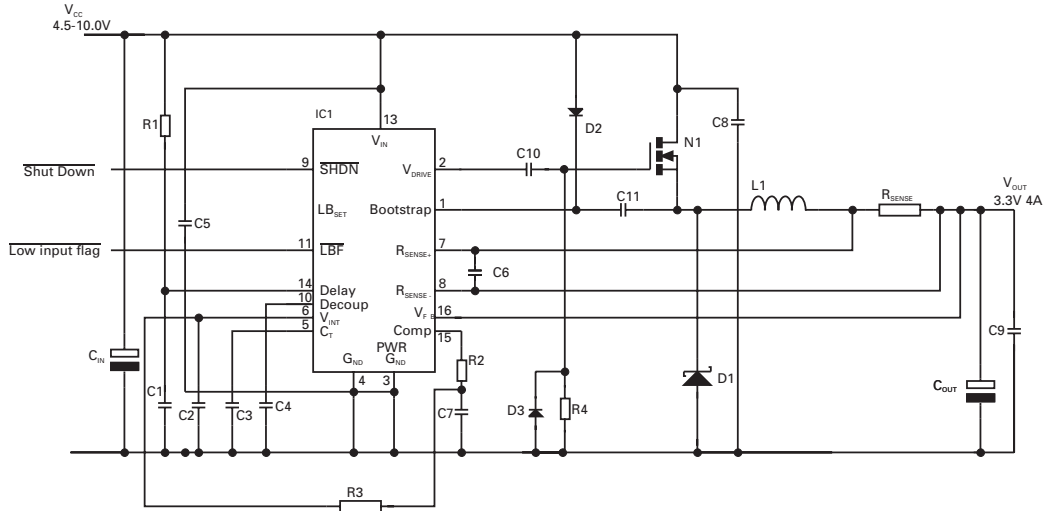 VCC
4.5-10.0V
IC1
R1
13
VIN
D2
C8
N1
C10
Shut Down
9
SHDN
VDRIVE
2
C11
L1
RSENSE
VOUT
3.3V 4A
LBSET
Bootstrap
1
C5
Low input flag
11
LBF
RSENSE+
7
C6
14
Delay
RSENSE -
8
10
Decoup
6
VINT
VF B
16
5
CT
Comp
15
C9
CIN
GND
PWR
GND
R2
4
3
D1
COUT
C1
C2
C3
C4
C7
D3
R4
R3